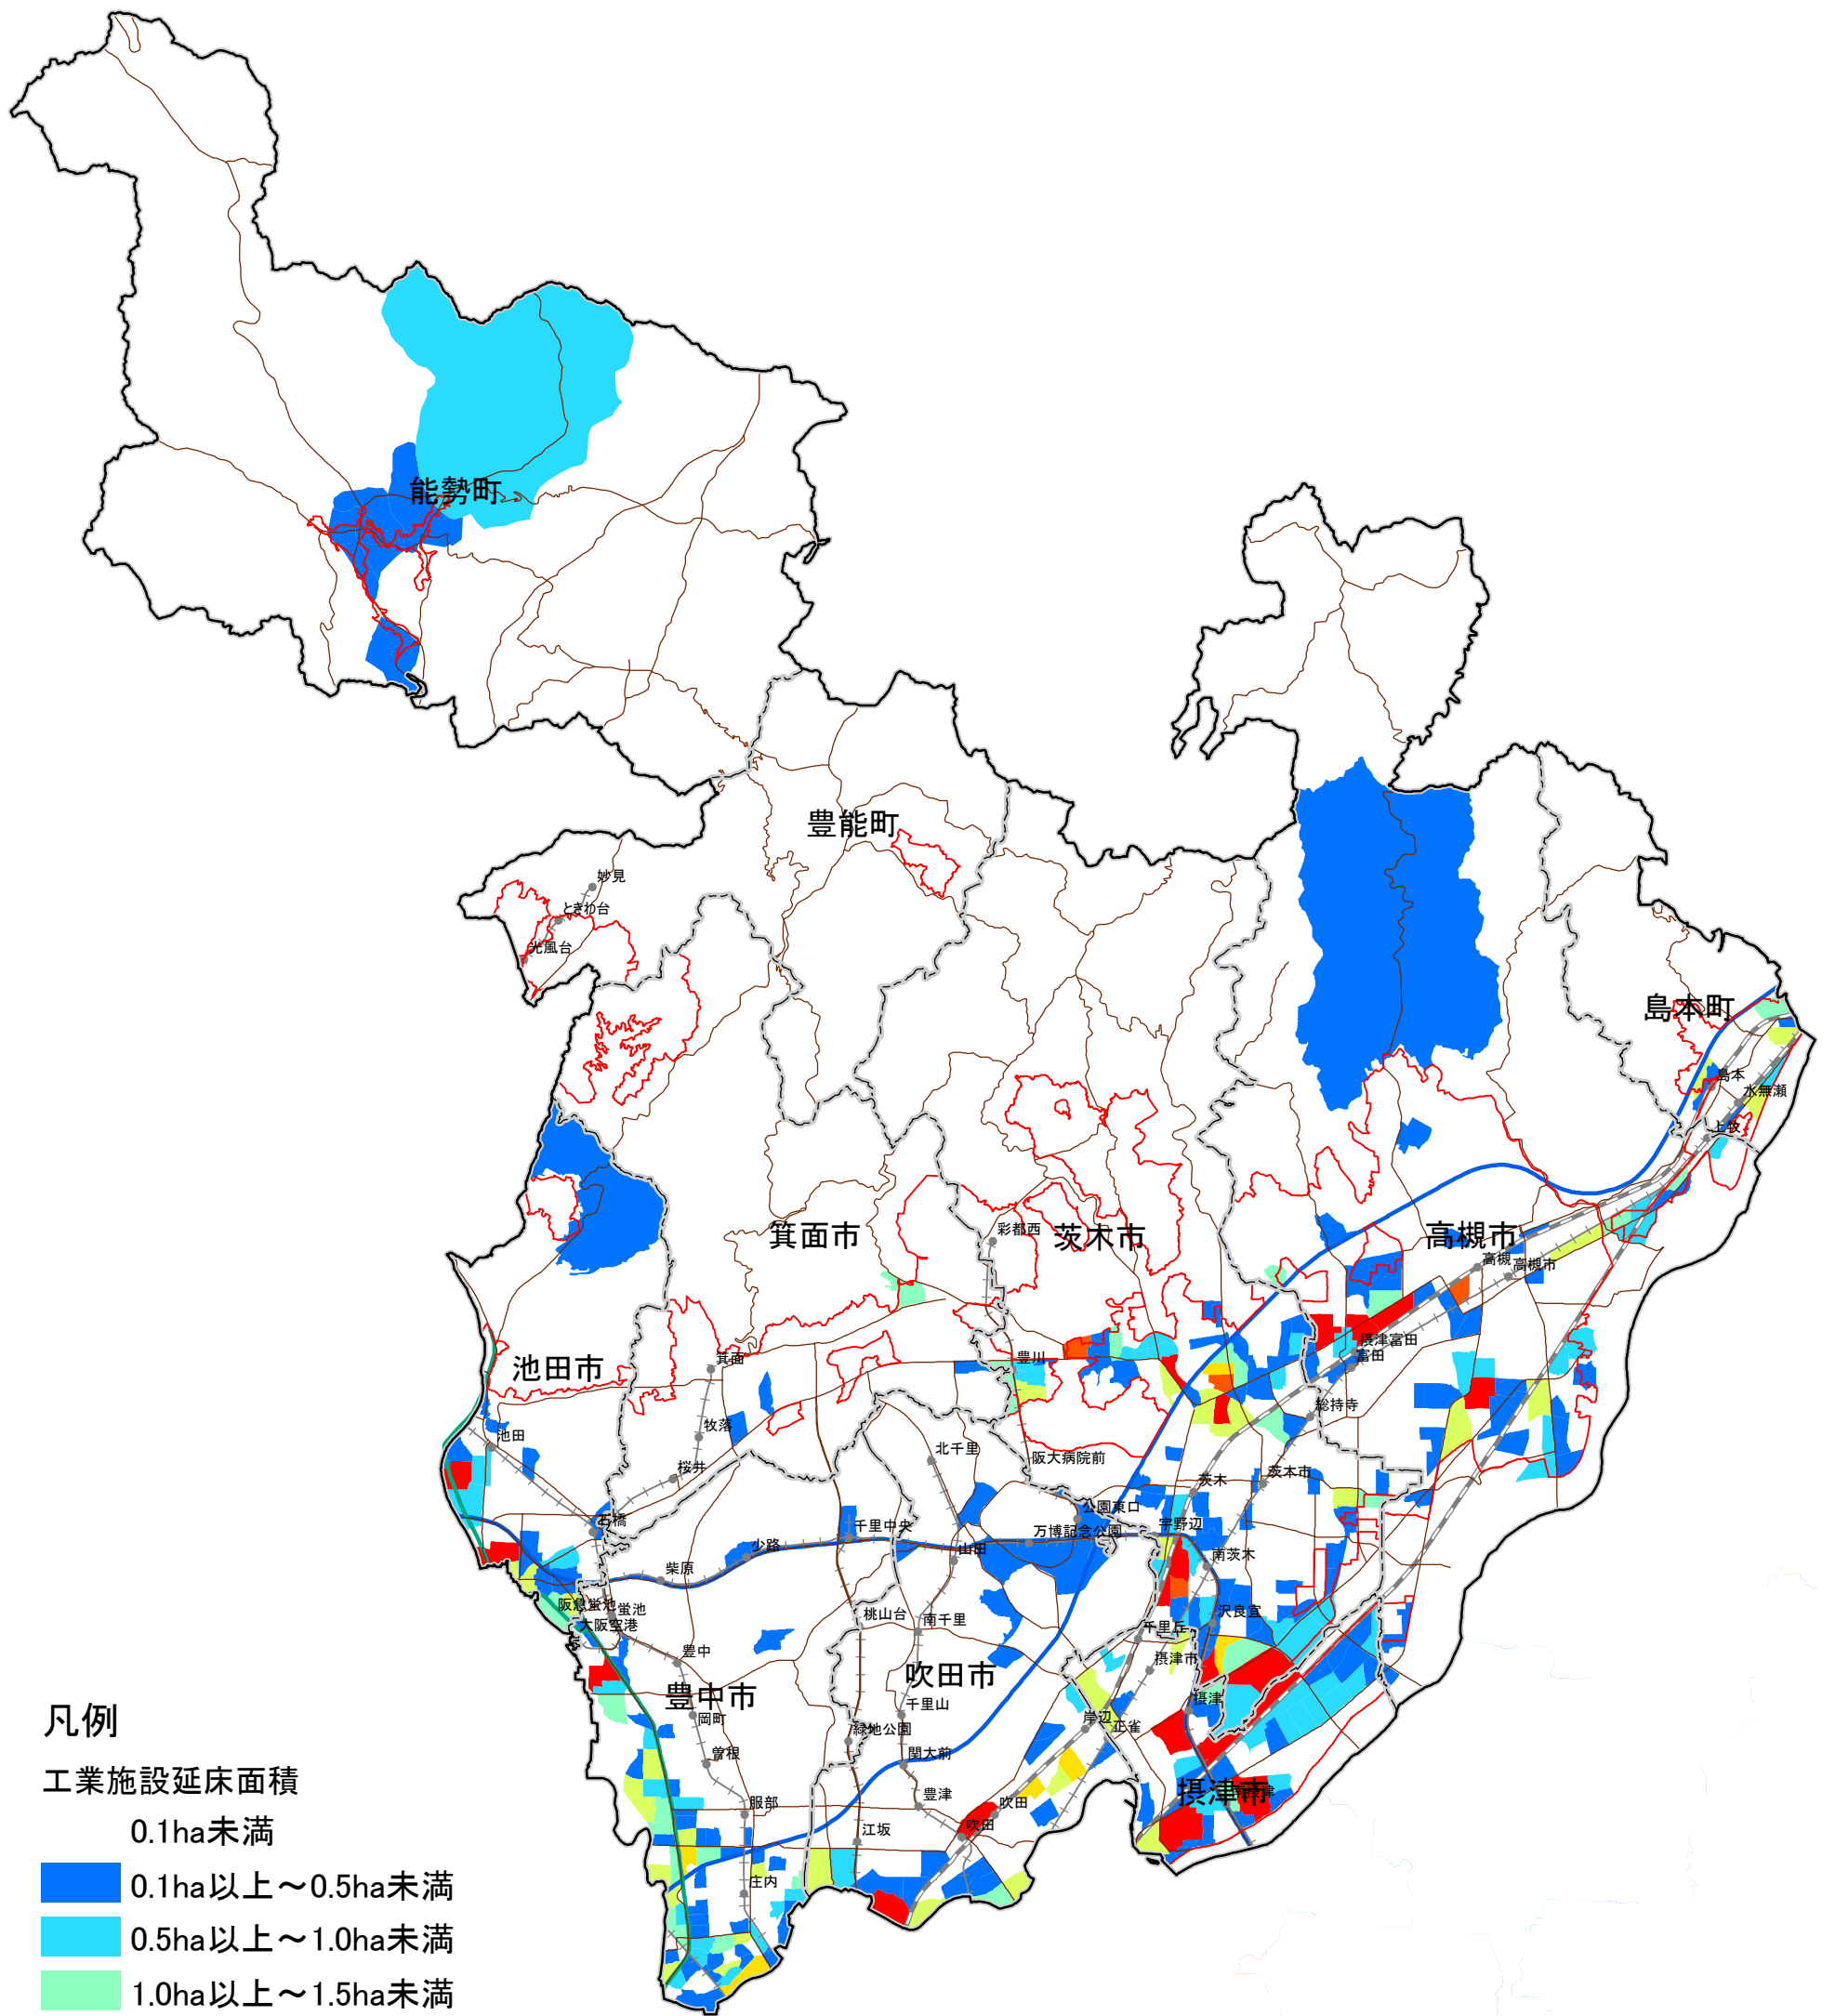 能勢町
豊能町
妙見
ときわ台
光風台
島本町
島本
水無瀬
上牧
箕面市
彩都西
茨木市
高槻市
高槻
高槻市
摂津富田
富田
池田市
箕面
豊川
総持寺
牧落
池田
北千里
阪大病院前
桜井
茨木
茨木市
公園東口
石橋
千里中央
万博記念公園
宇野辺
少路
山田
南茨木
柴原
阪急蛍池
蛍池
大阪空港
桃山台
南千里
沢良宜
千里丘
豊中
摂津市
吹田市
豊中市
千里山
摂津
岡町
緑地公園
岸辺
正雀
曽根
関大前
豊津
南摂津
摂津市
服部
吹田
江坂
吹田
庄内
凡例
工業施設延床面積
0.1ha未満
0.1ha以上～0.5ha未満
0.5ha以上～1.0ha未満
1.0ha以上～1.5ha未満